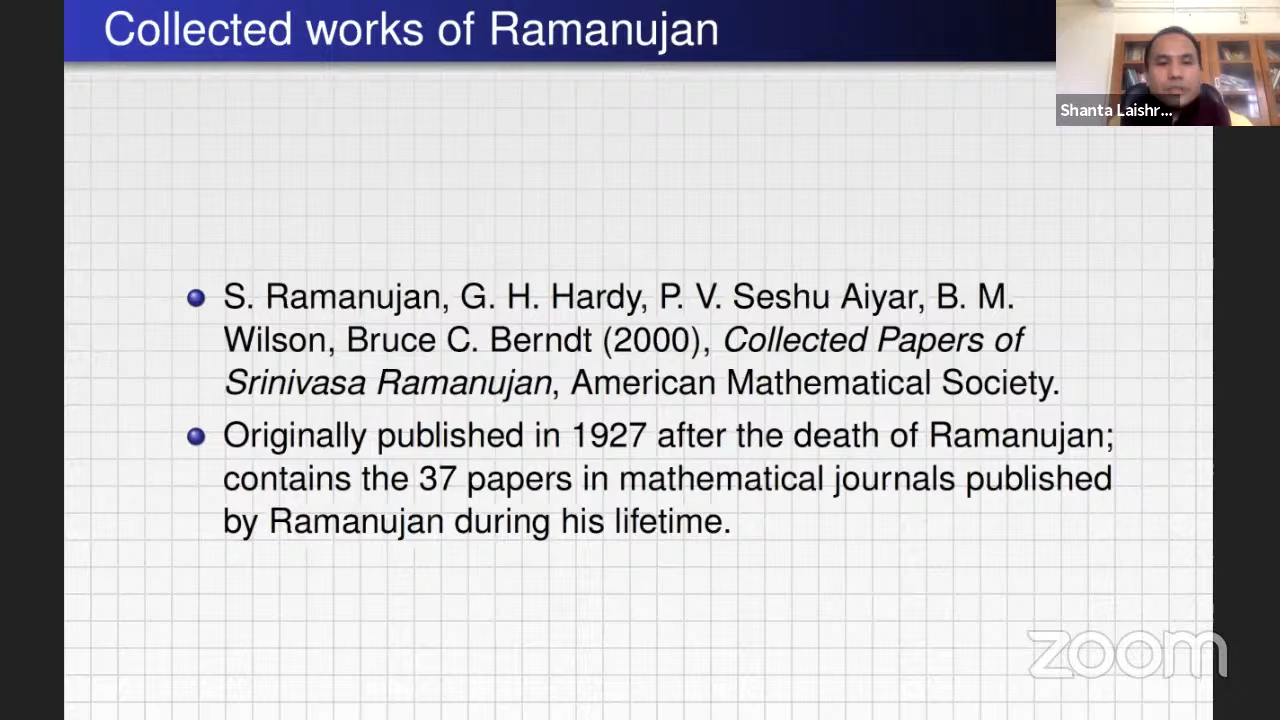 Collected works of Ramanujan
Shanta Laishr...
S. Ramanujan, G. H. Hardy, P. V. Seshu Aiyar, B. M.
Wilson, Bruce C. Berndt (2000), Collected Papers of
Srinivasa Ramanujan, American Mathematical Society.
Originally published in 1927 after the death of Ramanujan;
contains the 37 papers in mathematical journals published
by Ramanujan during his lifetime.
zoom